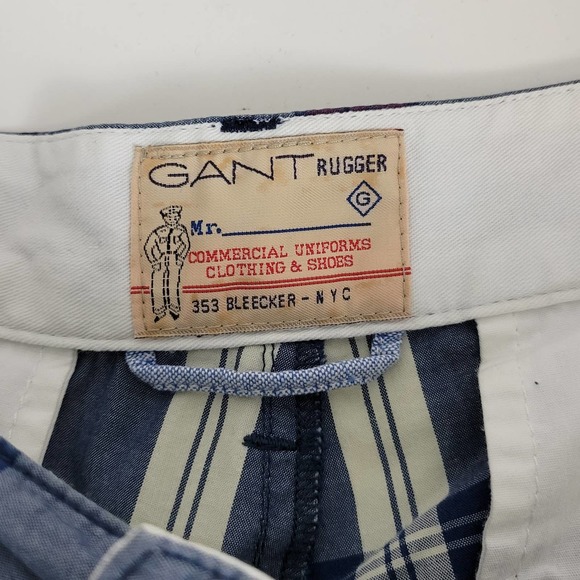 GANT RUGGER
G
Mr.
COMMERCIAL UNIFORMS
CLOTHING & SHOES
353 BLEECKER - NYC